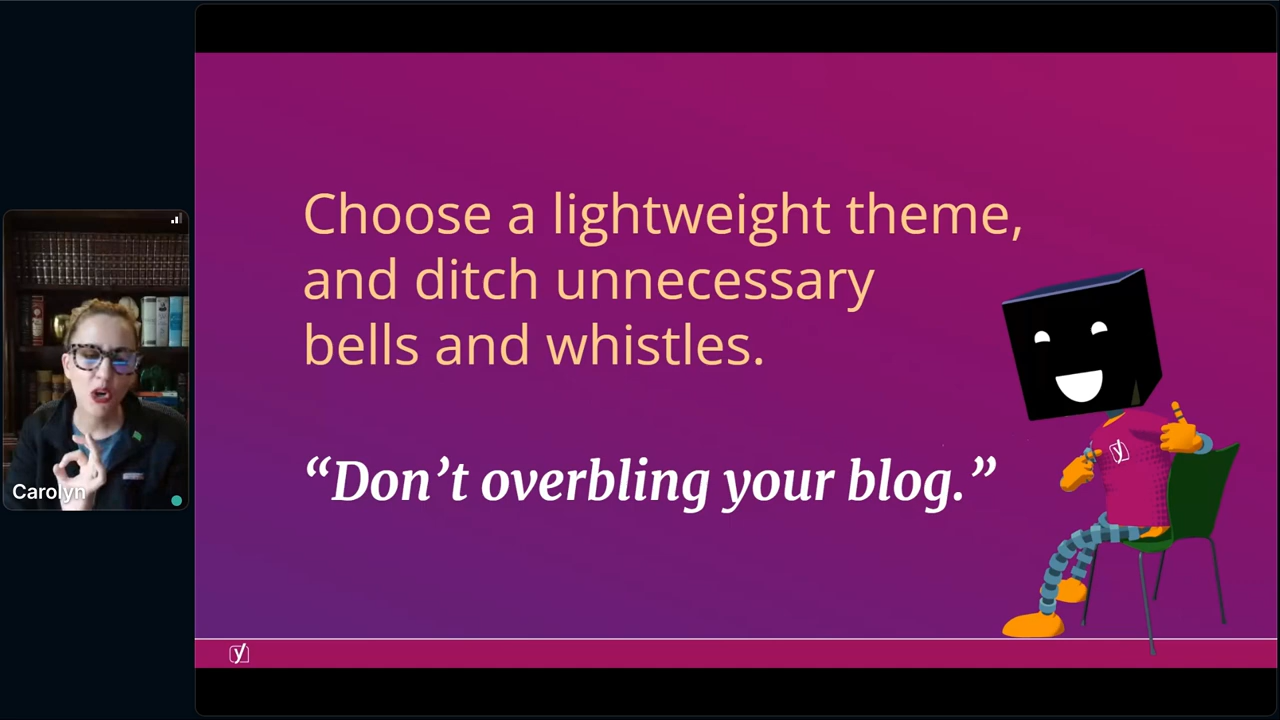 Choose a lightweight theme,
and ditch unnecessary
bells and whistles.
“Don’t overbling your blog.”
Carolyn